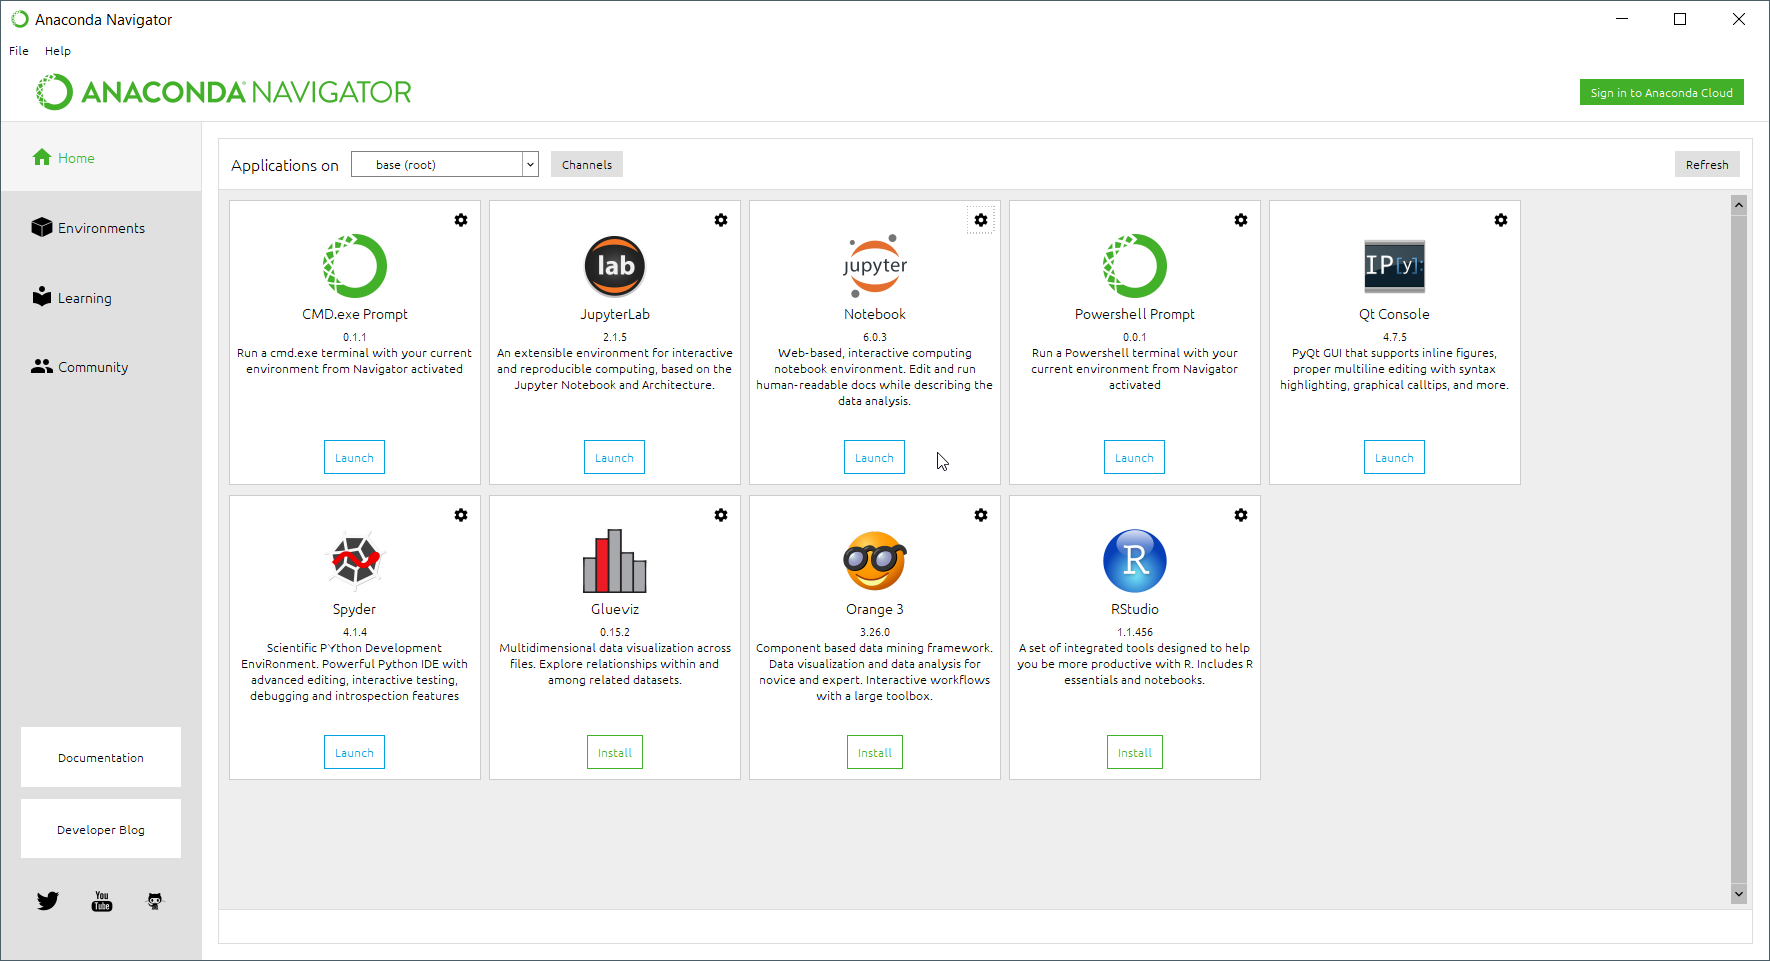 Anaconda Navigator
File Help
ANACONDA NAVIGATOR
Sign in to Anaconda Cloud
Home
Environments
Learning
Community
Documentation
Developer Blog
You
Tube
Applications on base (root) Channels Refresh
CMD.exe Prompt
0.1.1
Run a cmd.exe terminal with your current
environment from Navigator activated
Launch
lab
JupyterLab
2.1.5
An extensible environment for interactive
and reproducible computing, based on the
Jupyter Notebook and Architecture.
Launch
jupyter
Notebook
6.0.3
Web-based, interactive computing
notebook environment. Edit and run
human-readable docs while describing the
data analysis.
Launch
Powershell Prompt
0.0.1
Run a Powershell terminal with your
current environment from Navigator
activated
Launch
IP[y]:
Qt Console
4.7.5
PyQt GUI that supports inline figures,
proper multiline editing with syntax
highlighting, graphical calltips, and more.
Launch
Spyder
4.1.4
Scientific PYthon Development
EnviRonment. Powerful Python IDE with
advanced editing, interactive testing,
debugging and introspection features
Launch
Glueviz
0.15.2
Multidimensional data visualization across
files. Explore relationships within and
among related datasets.
Install
Orange 3
3.26.0
Component based data mining framework.
Data visualization and data analysis for
novice and expert. Interactive workflows
with a large toolbox.
Install
R
RStudio
1.1.456
A set of integrated tools designed to help
you be more productive with R. Includes R
essentials and notebooks.
Install